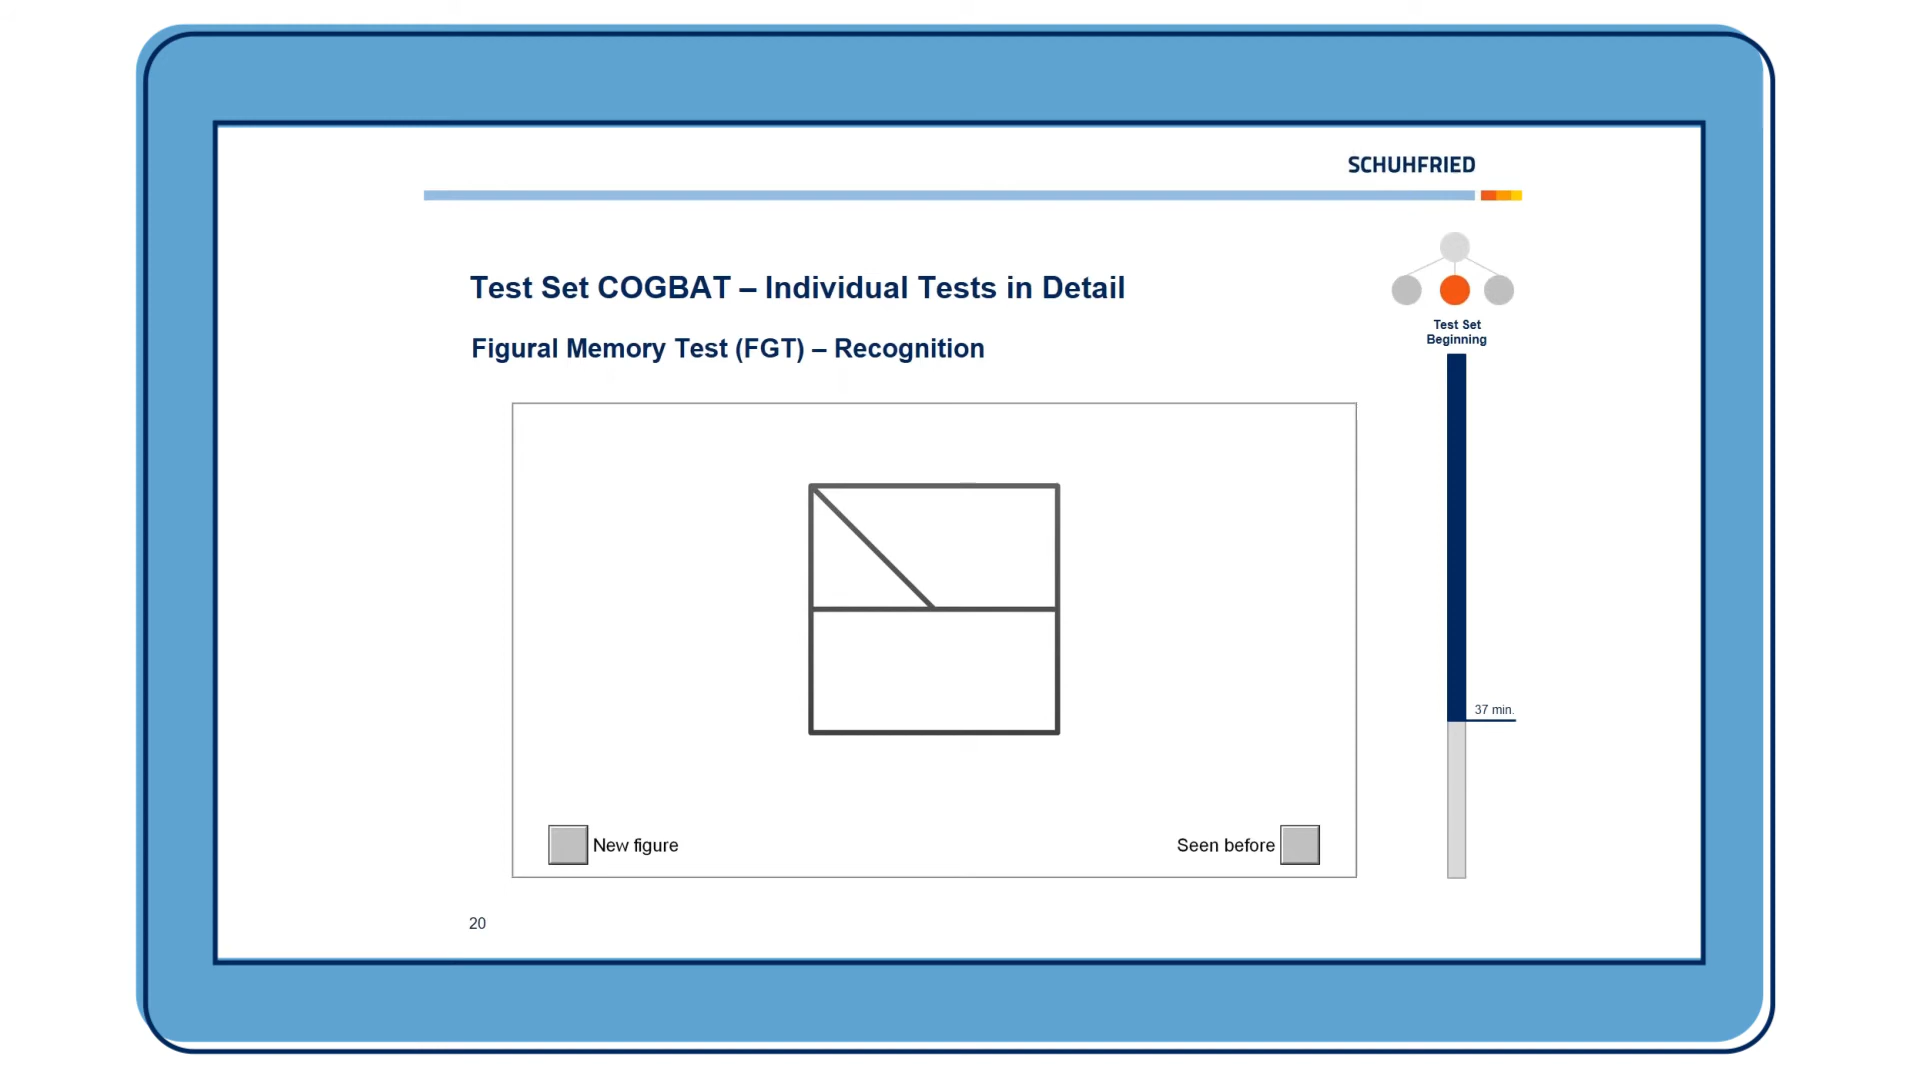 SCHUHFRIED
Test Set COGBAT – Individual Tests in Detail
Test Set
Beginning
Figural Memory Test (FGT) – Recognition
37 min.
New figure
Seen before
20